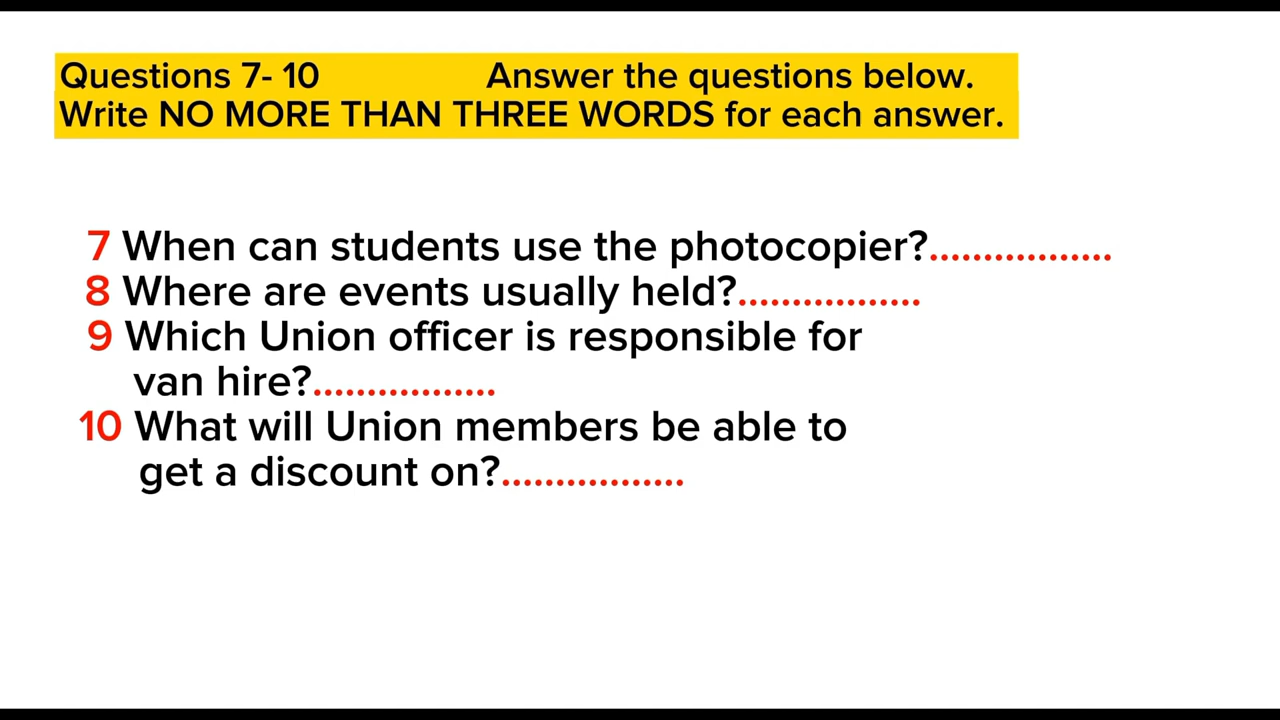 Questions 7- 10 Answer the questions below.
Write NO MORE THAN THREE WORDS for each answer.
7 When can students use the photocopier?.................
8 Where are events usually held?.................
9 Which Union officer is responsible for
van hire?.................
10 What will Union members be able to
get a discount on?.................